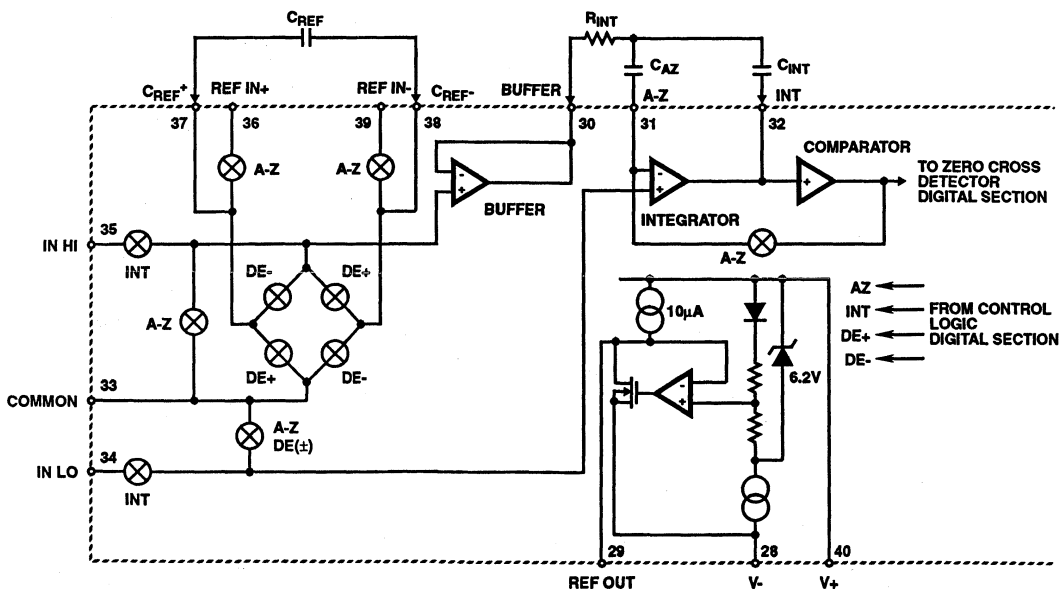 CREF
RINT
CREF+
REF IN+
REF IN-
CREF-
BUFFER
CAZ
A-Z
CINT
INT
37
36
39
38
30
31
32
A-Z
A-Z
-
+
BUFFER
-
+
INTEGRATOR
COMPARATOR
+
TO ZERO CROSS
DETECTOR
DIGITAL SECTION
A-Z
IN HI
35
INT
DE-
DE+
A-Z
DE+
DE-
COMMON
33
A-Z
DE(±)
IN LO
34
INT
10µA
-
+
6.2V
AZ
INT
DE+
DE-
FROM CONTROL
LOGIC
DIGITAL SECTION
29
28
40
REF OUT
V-
V+